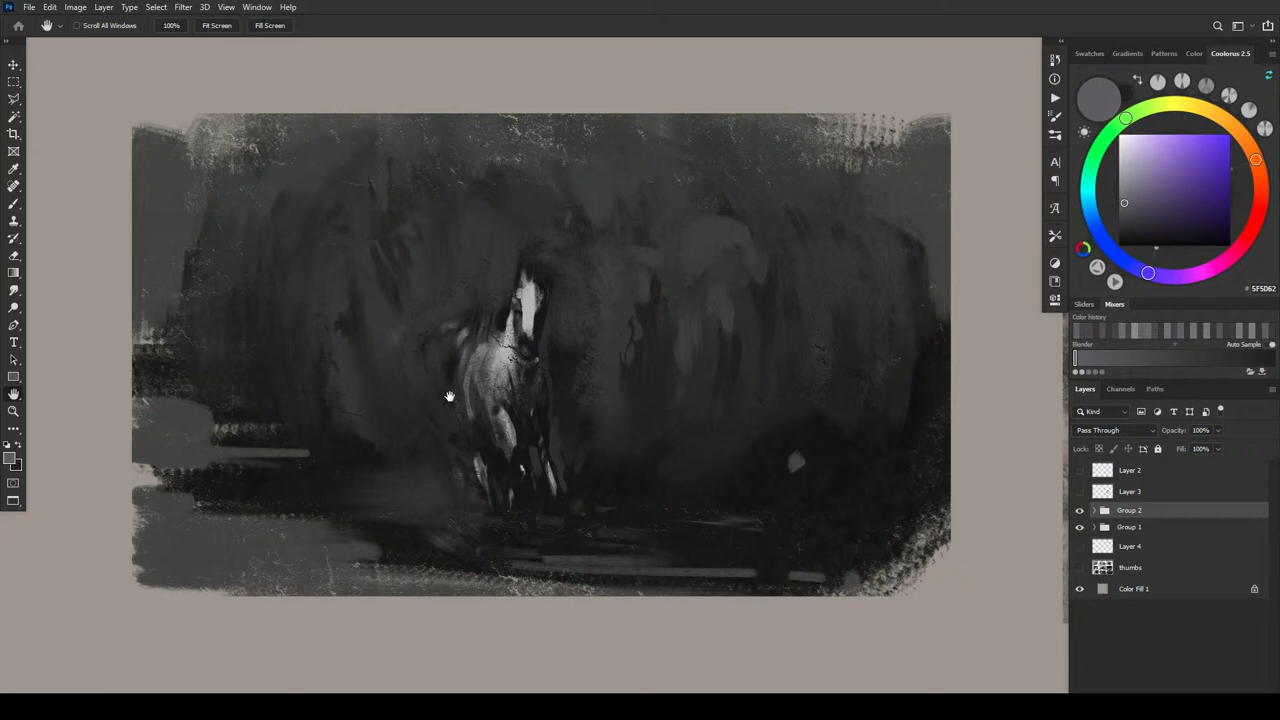 Ps File Edit Image Layer Type Select Filter 3D View Window Help
Scroll All Windows 100% Fit Screen Fill Screen
Swatches Gradients Patterns Color Coolorus 2.5
# 5F5D62
Sliders Mixers
Color history
Blender Auto Sample
Layers Channels Paths
Kind
Pass Through Opacity: 100%
Lock: Fill: 100%
Layer 2
Layer 3
Group 2
Group 1
Layer 4
thumbs
Color Fill 1